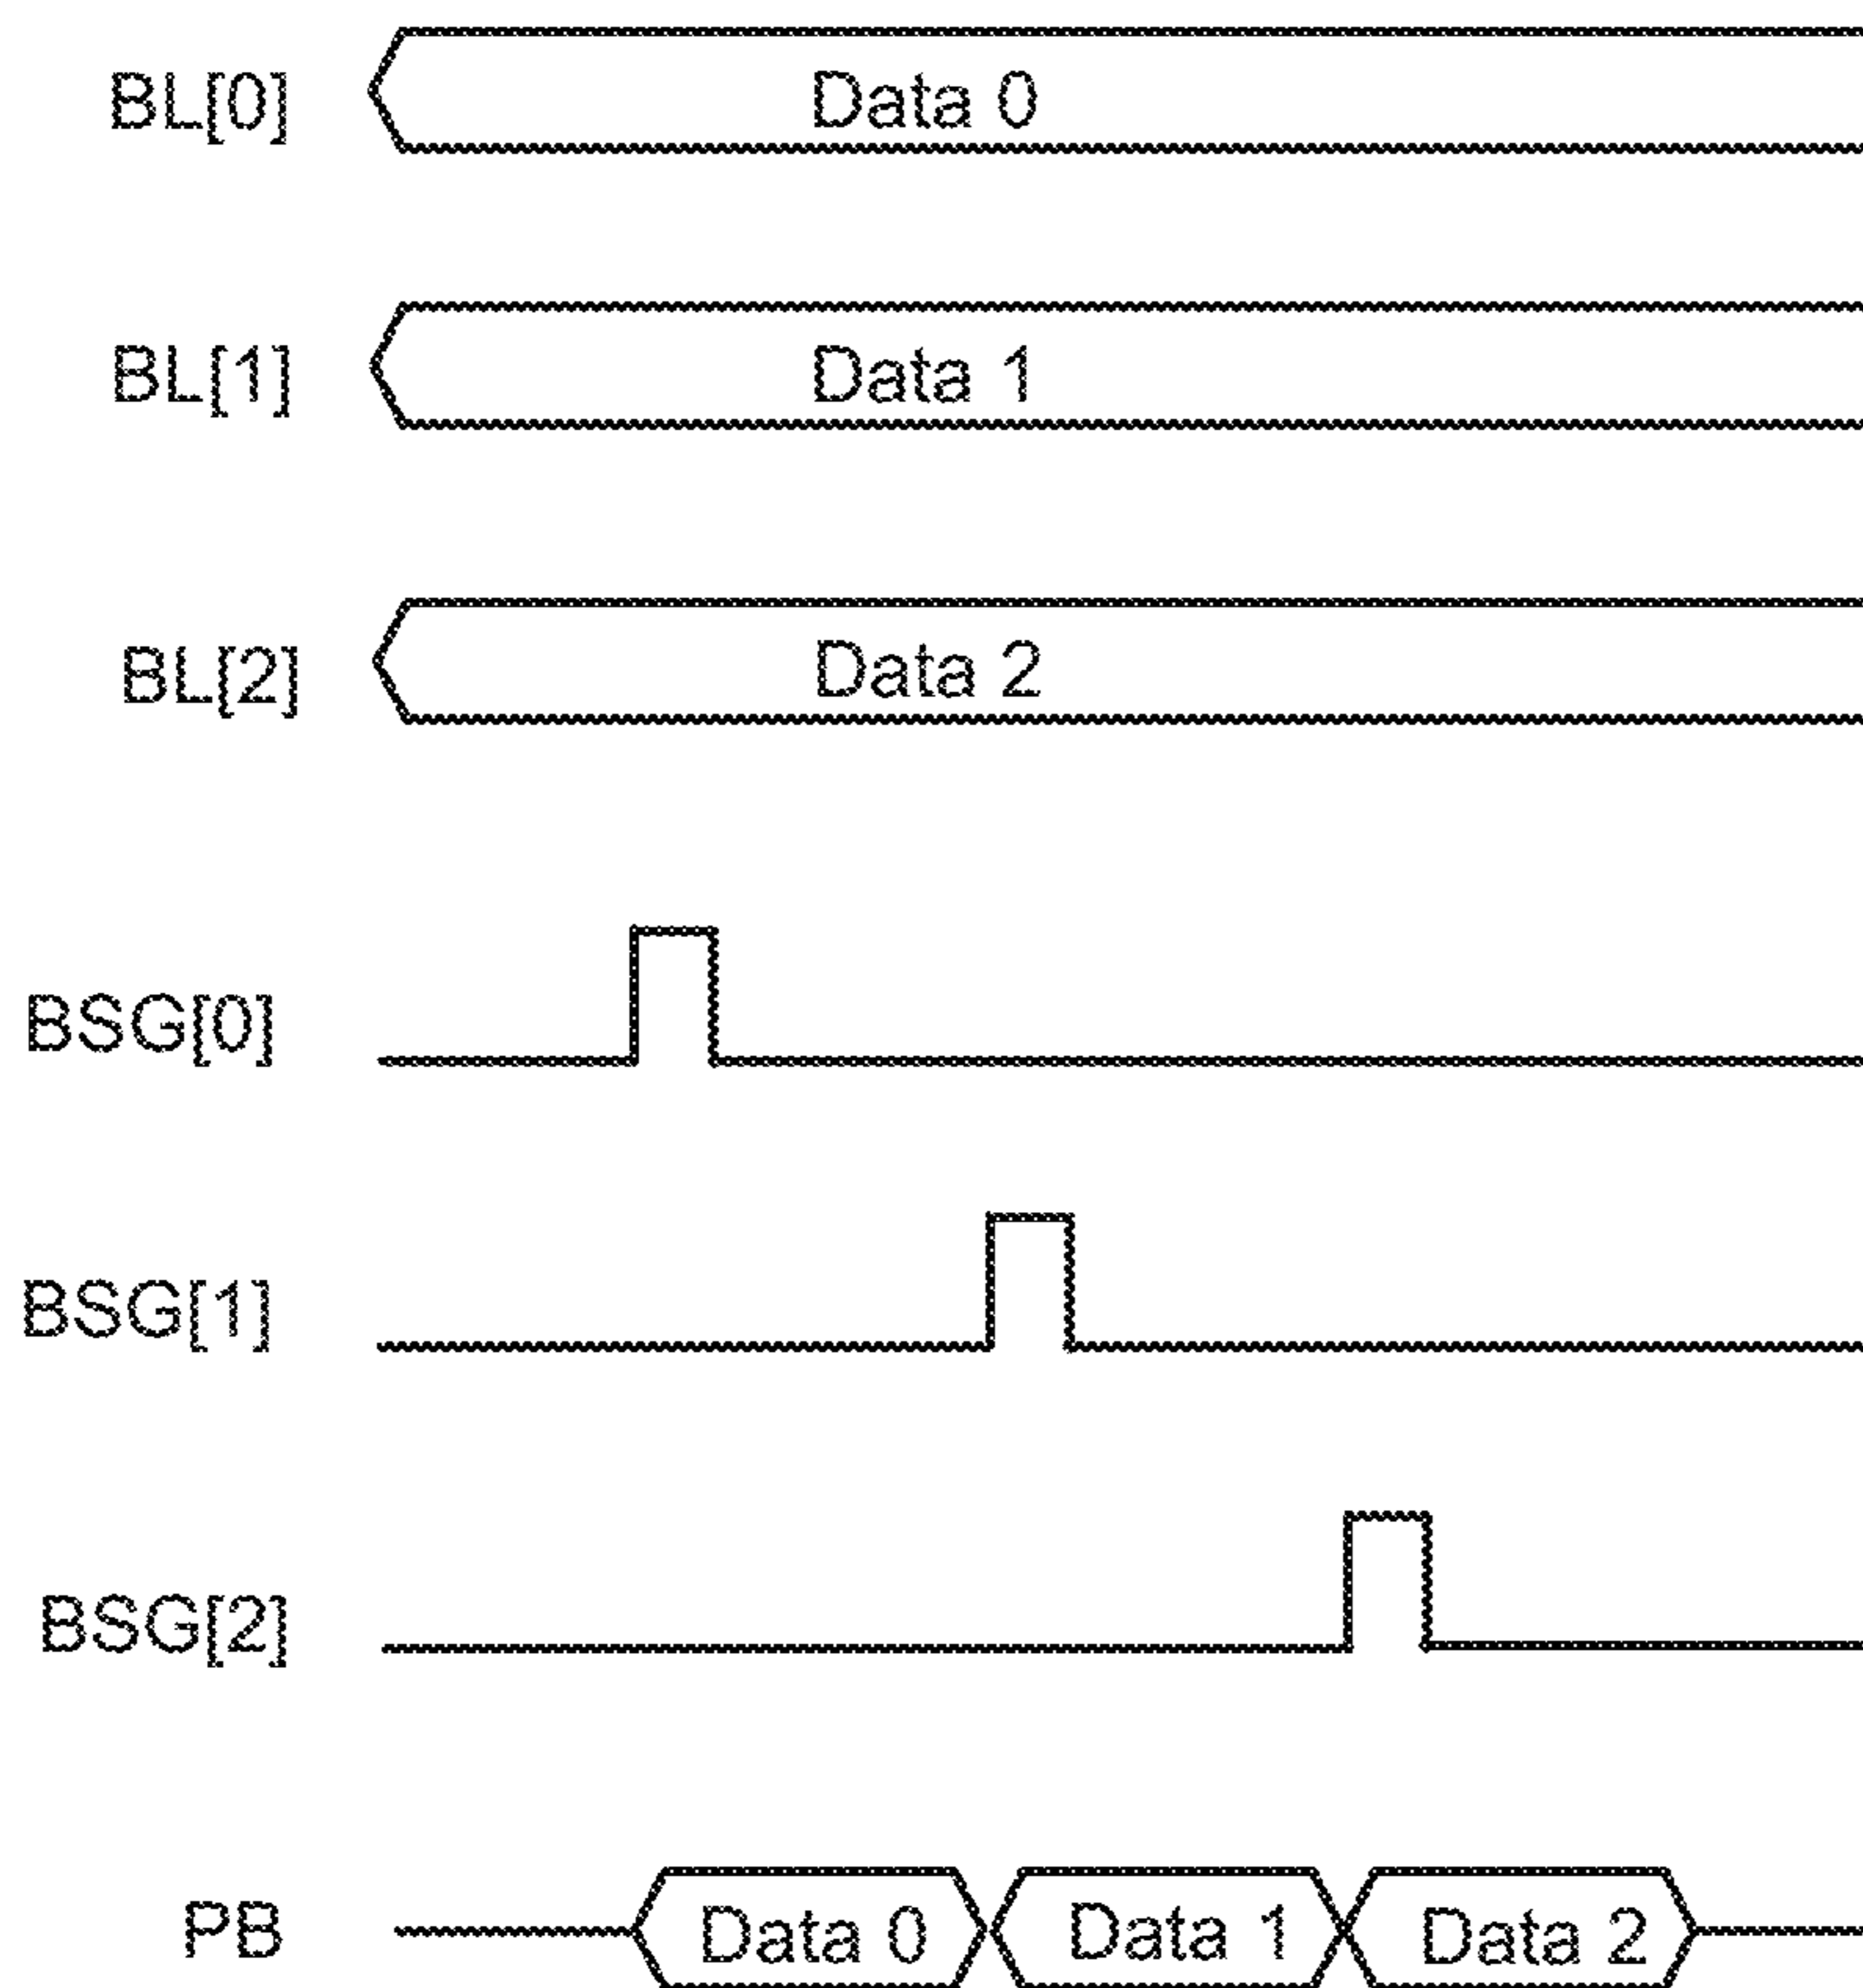 BL[0] Data 0
BL[1] Data 1
BL[2] Data 2
BSG[0]
BSG[1]
BSG[2]
PB Data 0 Data 1 Data 2